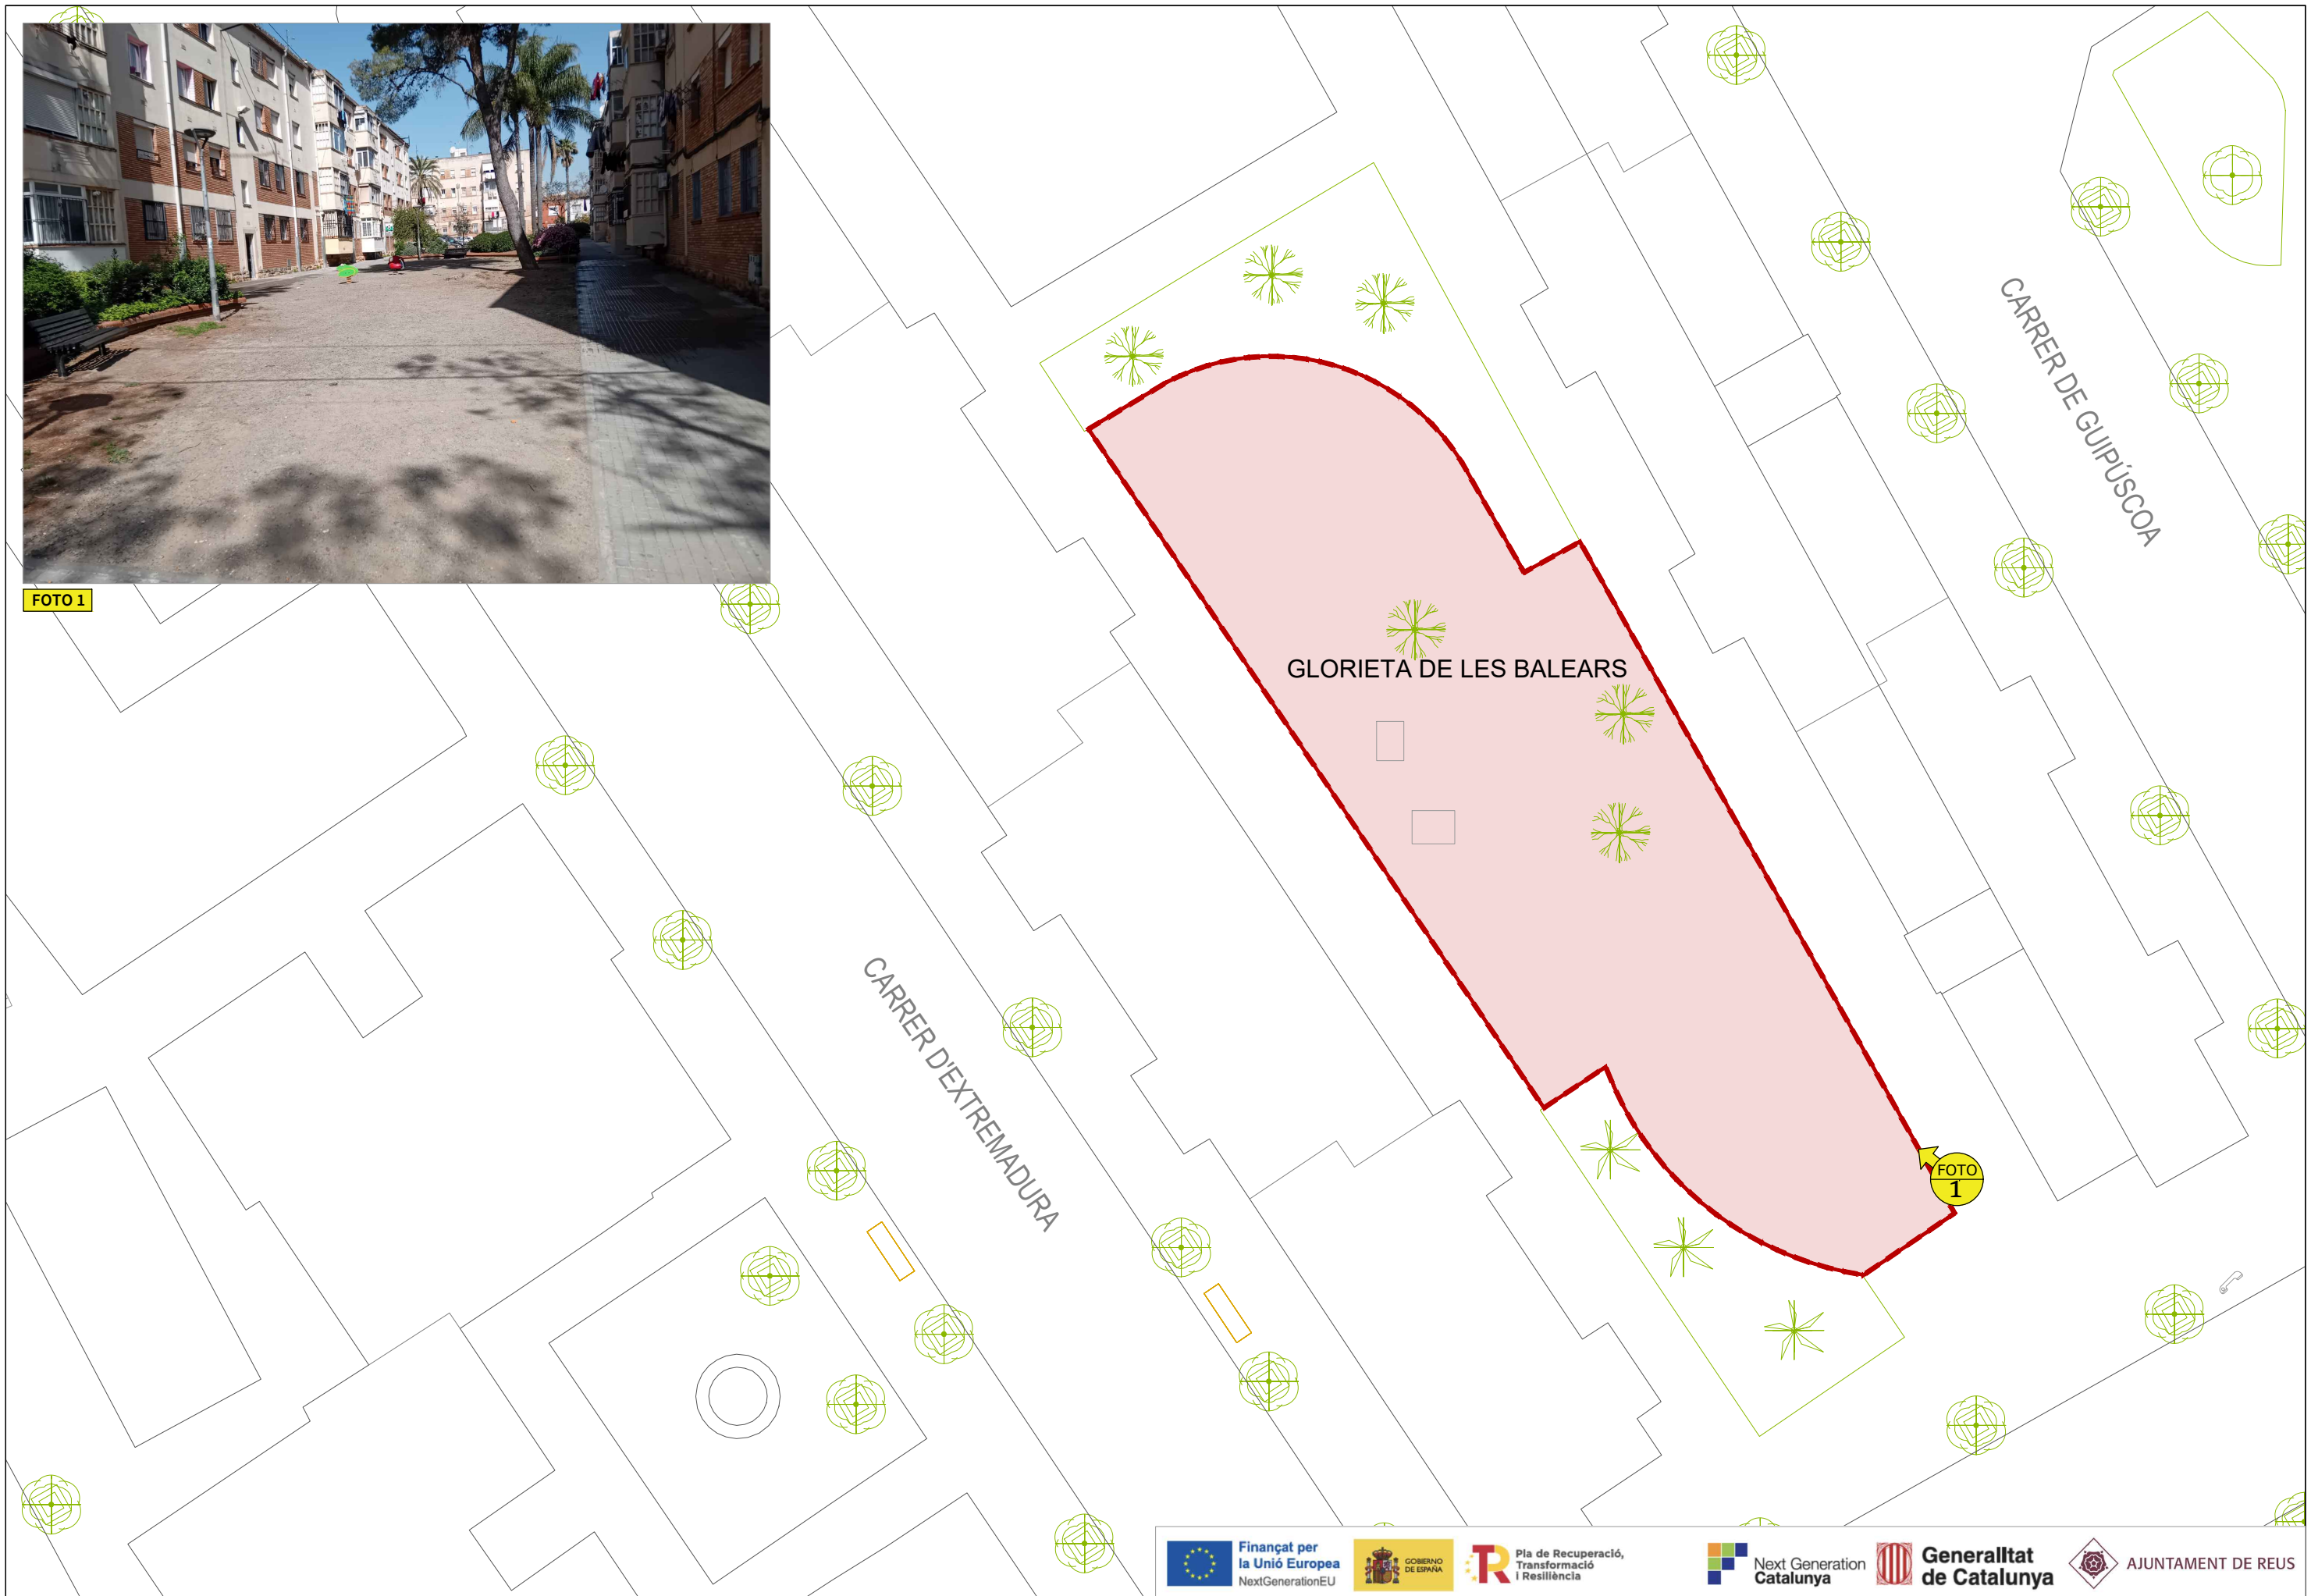 FOTO 1
CARRER DE GUIPÚSCOA
GLORIETA DE LES BALEARS
CARRER D'EXTREMADURA
FOTO
1
Finançat per
la Unió Europea
NextGenerationEU
GOBIERNO
DE ESPAÑA
Pla de Recuperació,
Transformació
i Resiliència
Next Generation
Catalunya
Generalitat
de Catalunya
AJUNTAMENT DE REUS